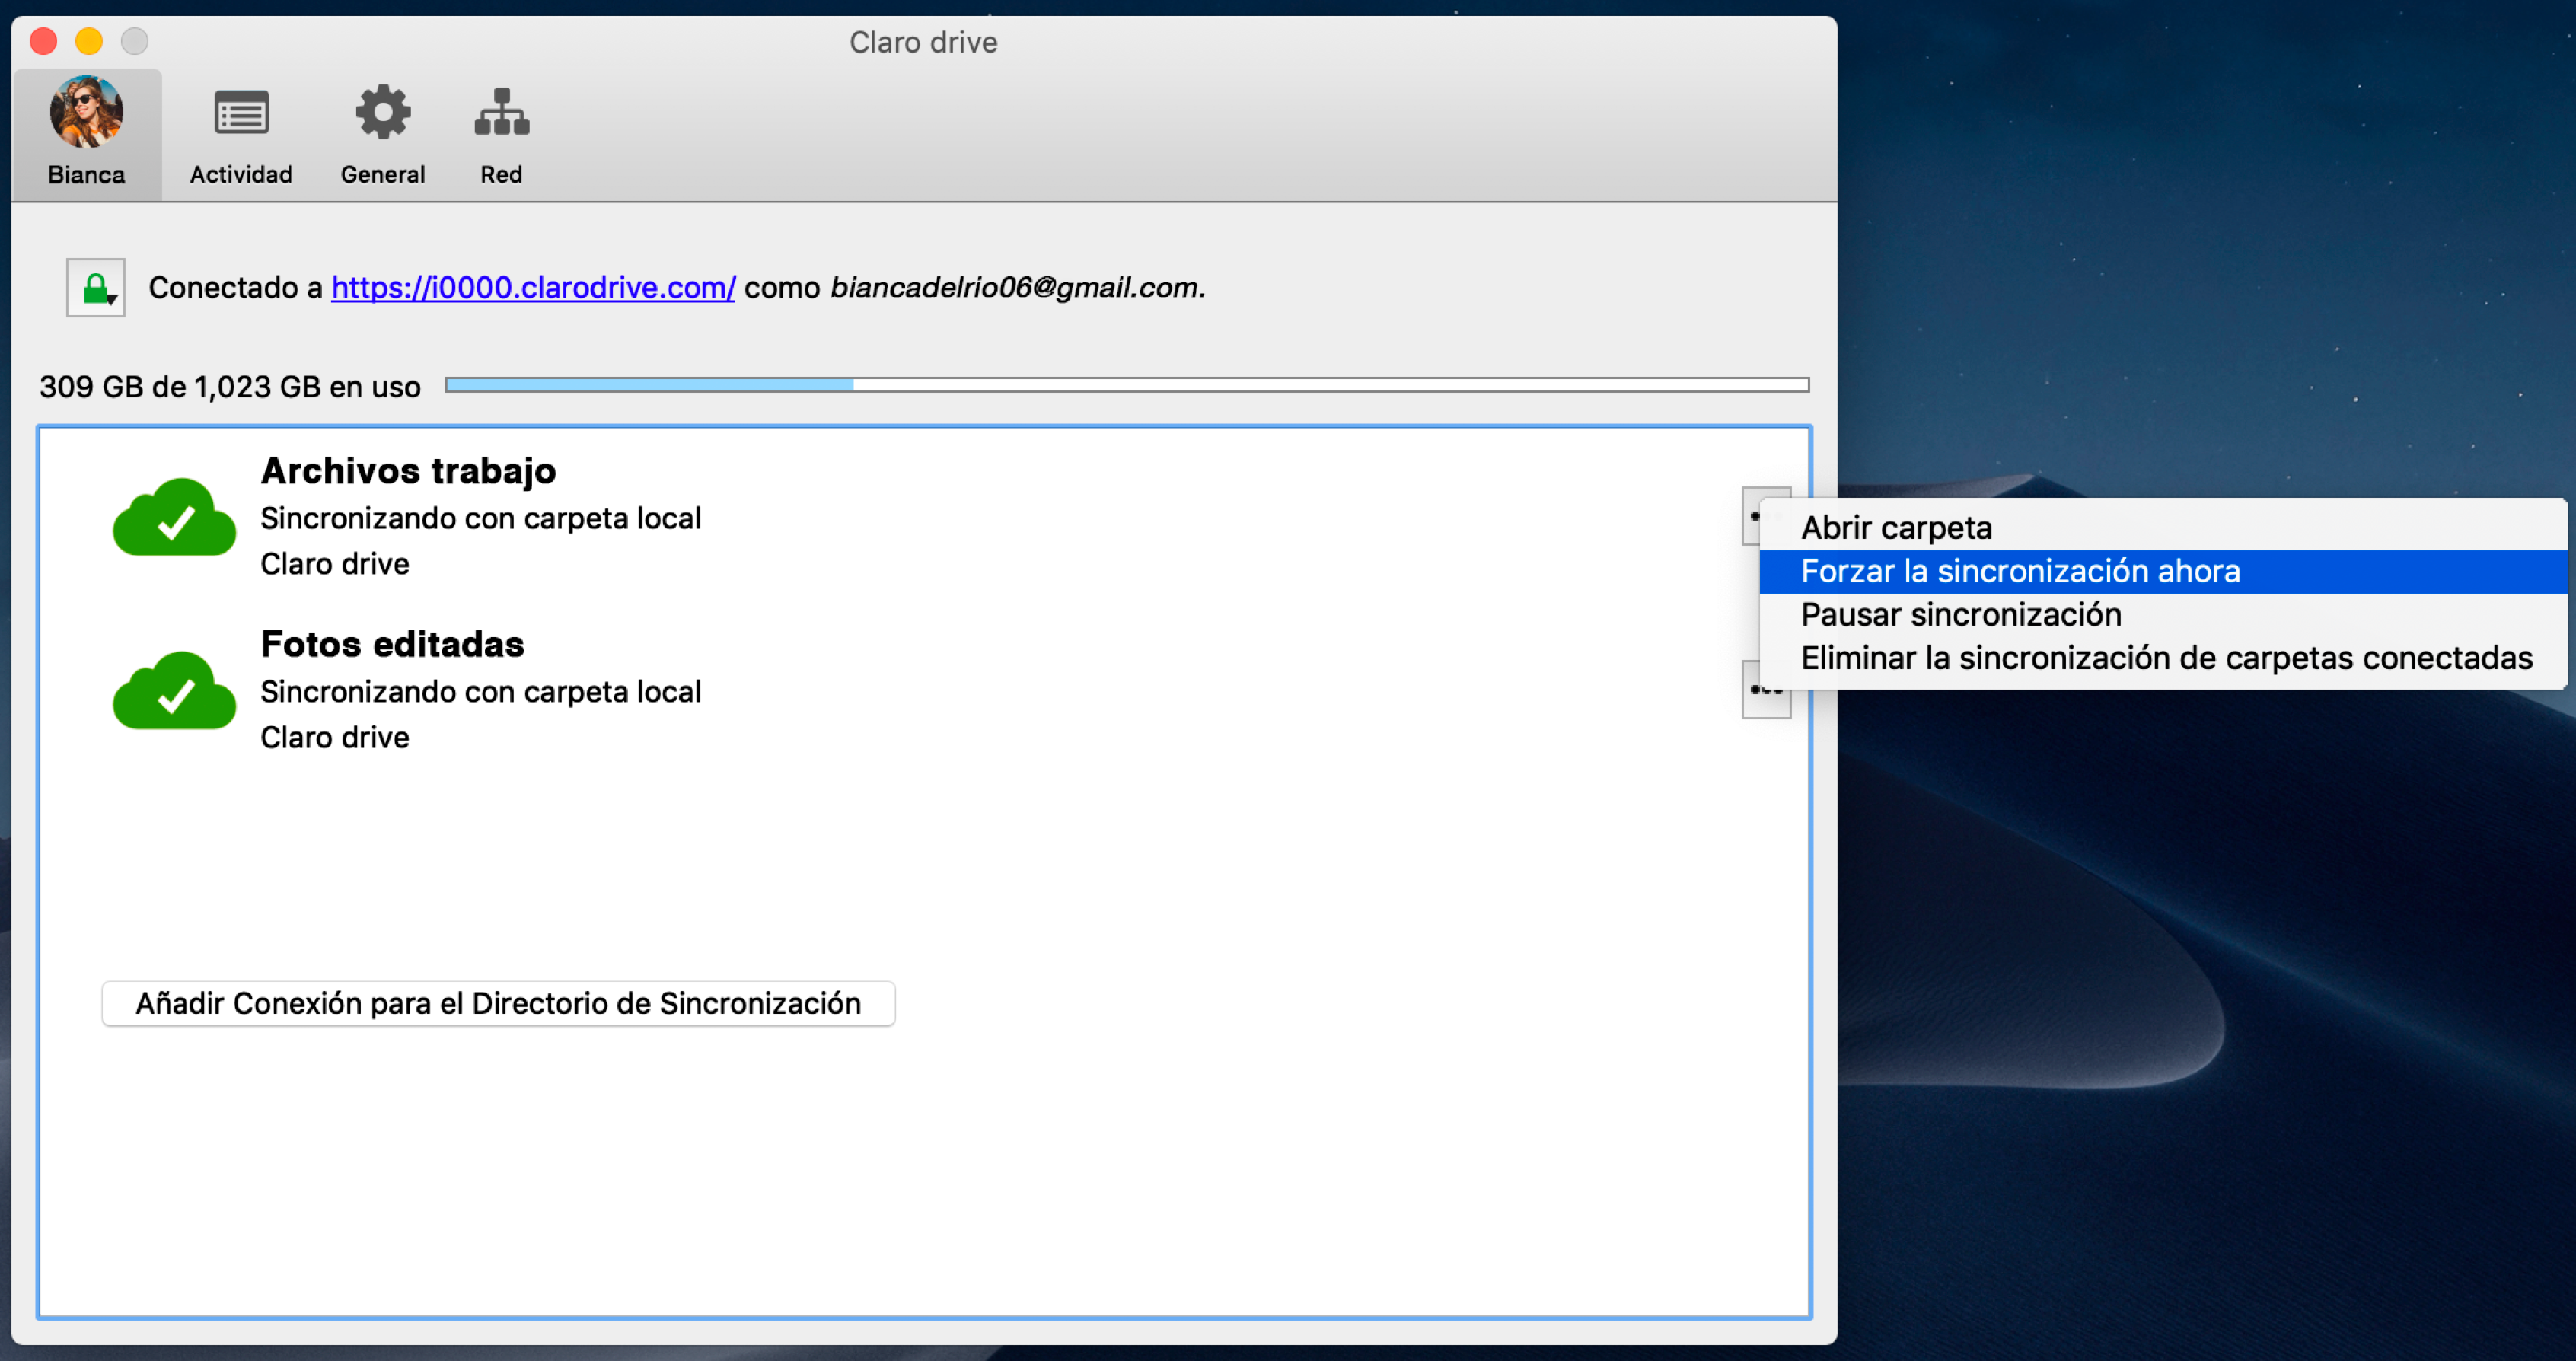 Claro drive
Bianca
Actividad
General
Red
Conectado a https://i0000.clarodrive.com/ como biancadelrio06@gmail.com.
309 GB de 1,023 GB en uso
Archivos trabajo
Sincronizando con carpeta local
Claro drive
Fotos editadas
Sincronizando con carpeta local
Claro drive
Abrir carpeta
Forzar la sincronización ahora
Pausar sincronización
Eliminar la sincronización de carpetas conectadas
Añadir Conexión para el Directorio de Sincronización